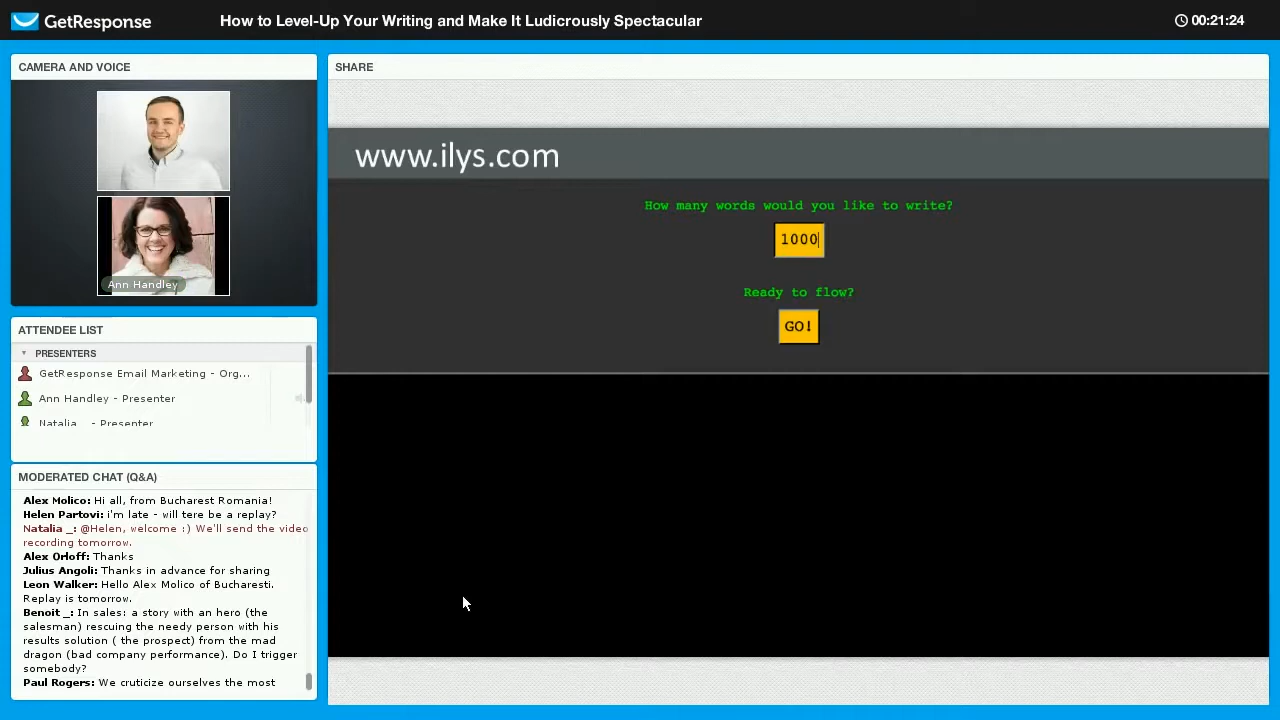 GetResponse
How to Level-Up Your Writing and Make It Ludicrously Spectacular
00:21:24
CAMERA AND VOICE
Ann Handley
ATTENDEE LIST
PRESENTERS
GetResponse Email Marketing - Org...
Ann Handley - Presenter
Natalia _ - Presenter
MODERATED CHAT (Q&A)
Alex Molico: Hi all, from Bucharest Romania!
Helen Partovi: i'm late - will tere be a replay?
Natalia _: @Helen, welcome :) We'll send the video
recording tomorrow.
Alex Orloff: Thanks
Julius Angoli: Thanks in advance for sharing
Leon Walker: Hello Alex Molico of Bucharesti.
Replay is tomorrow.
Benoit _: In sales: a story with an hero (the
salesman) rescuing the needy person with his
results solution ( the prospect) from the mad
dragon (bad company performance). Do I trigger
somebody?
Paul Rogers: We cruticize ourselves the most
SHARE
www.ilys.com
How many words would you like to write?
1000
Ready to flow?
GO!